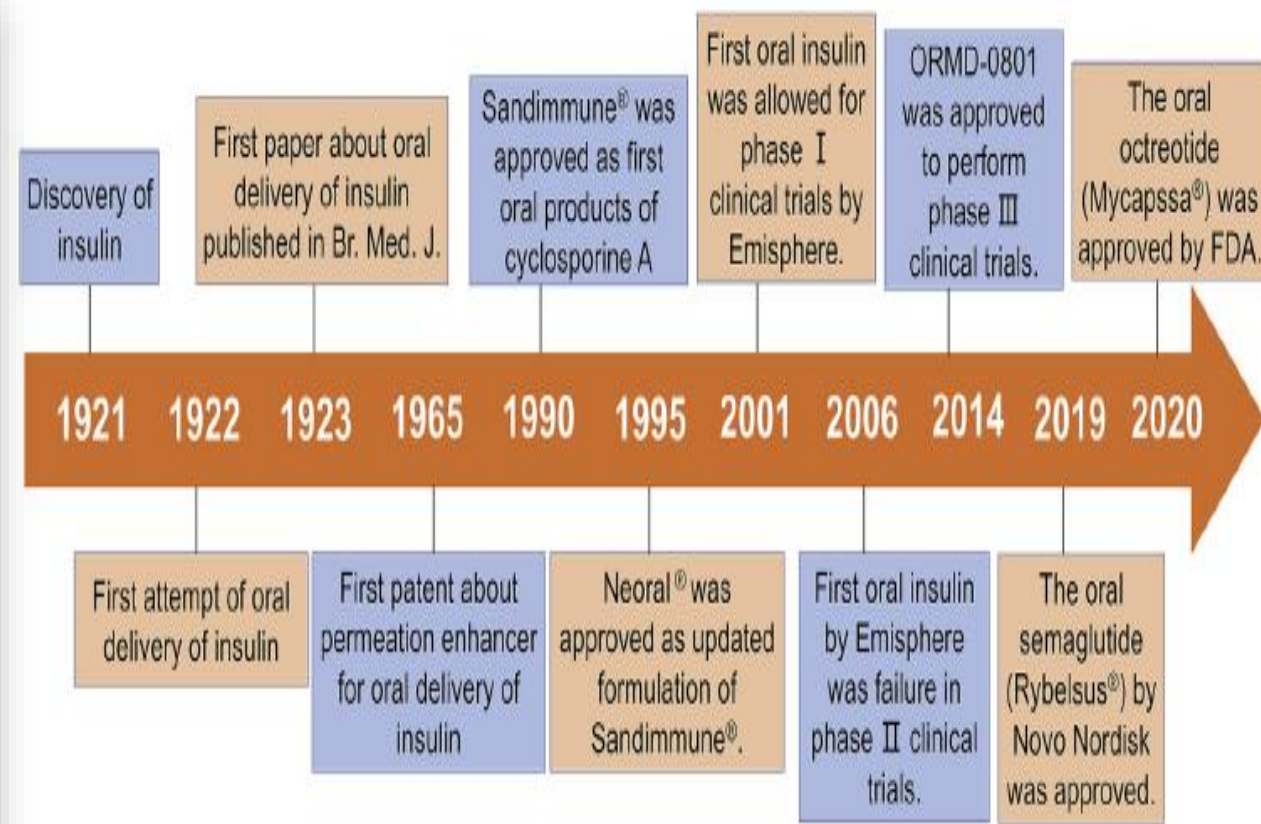 Discovery of
insulin
First paper about oral
delivery of insulin
published in Br. Med. J.
Sandimmune® was
approved as first
oral products of
cyclosporine A
First oral insulin
was allowed for
phase Ⅰ
clinical trials by
Emisphere.
ORMD-0801
was approved
to perform
phase Ⅲ
clinical trials.
The oral
octreotide
(Mycapssa®) was
approved by FDA.
1921 1922 1923 1965 1990 1995 2001 2006 2014 2019 2020
First attempt of oral
delivery of insulin
First patent about
permeation enhancer
for oral delivery of
insulin
Neoral® was
approved as updated
formulation of
Sandimmune®.
First oral insulin
by Emisphere
was failure in
phase Ⅱ clinical
trials.
The oral
semaglutide
(Rybelsus®) by
Novo Nordisk
was approved.